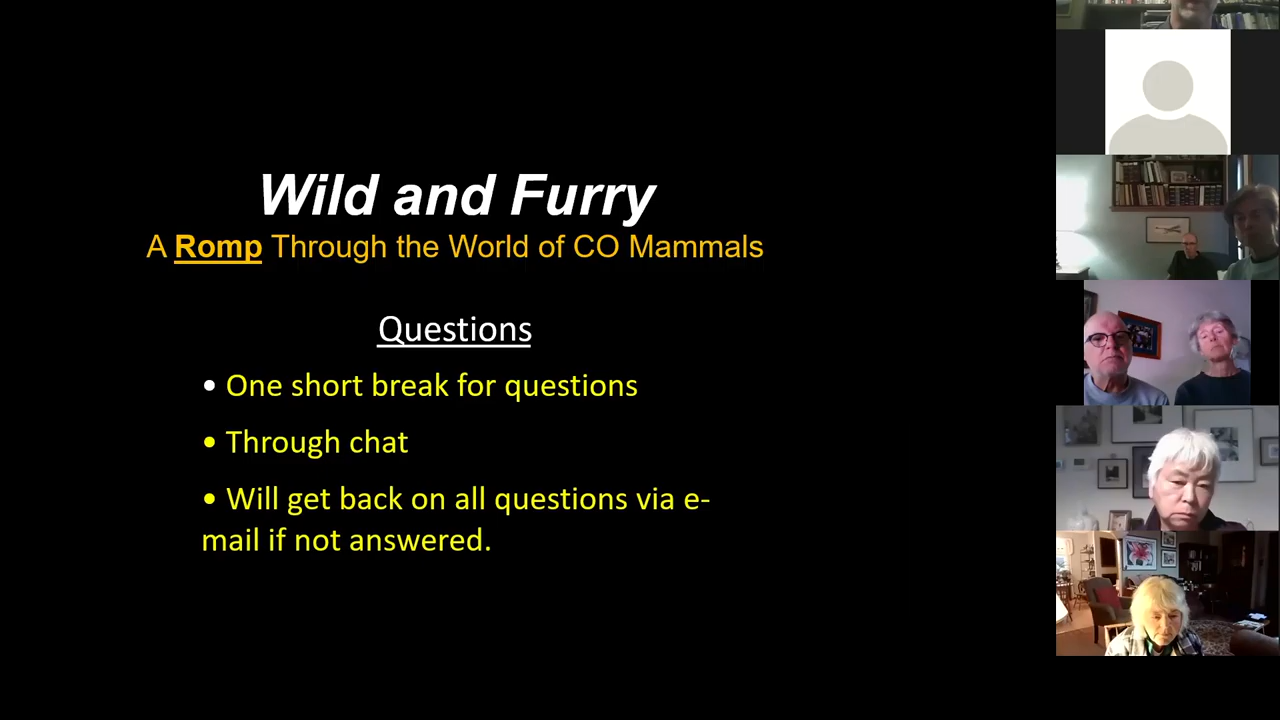 Wild and Furry
A Romp Through the World of CO Mammals
Questions
• One short break for questions
• Through chat
• Will get back on all questions via e-
mail if not answered.